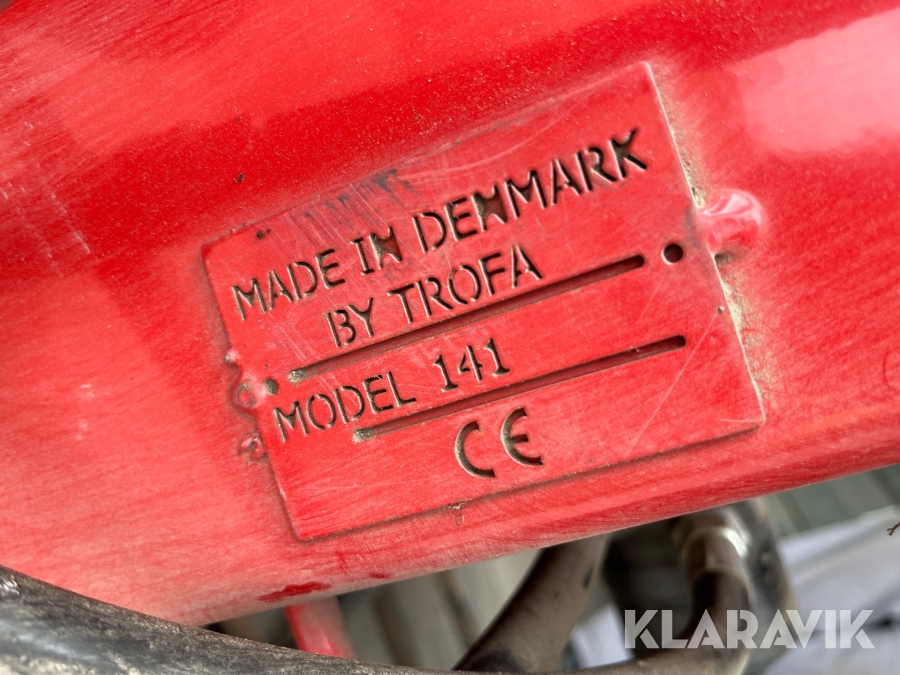 MADE IN DENMARK
BY TROFA
MODEL 141
CE
KLARAVIK